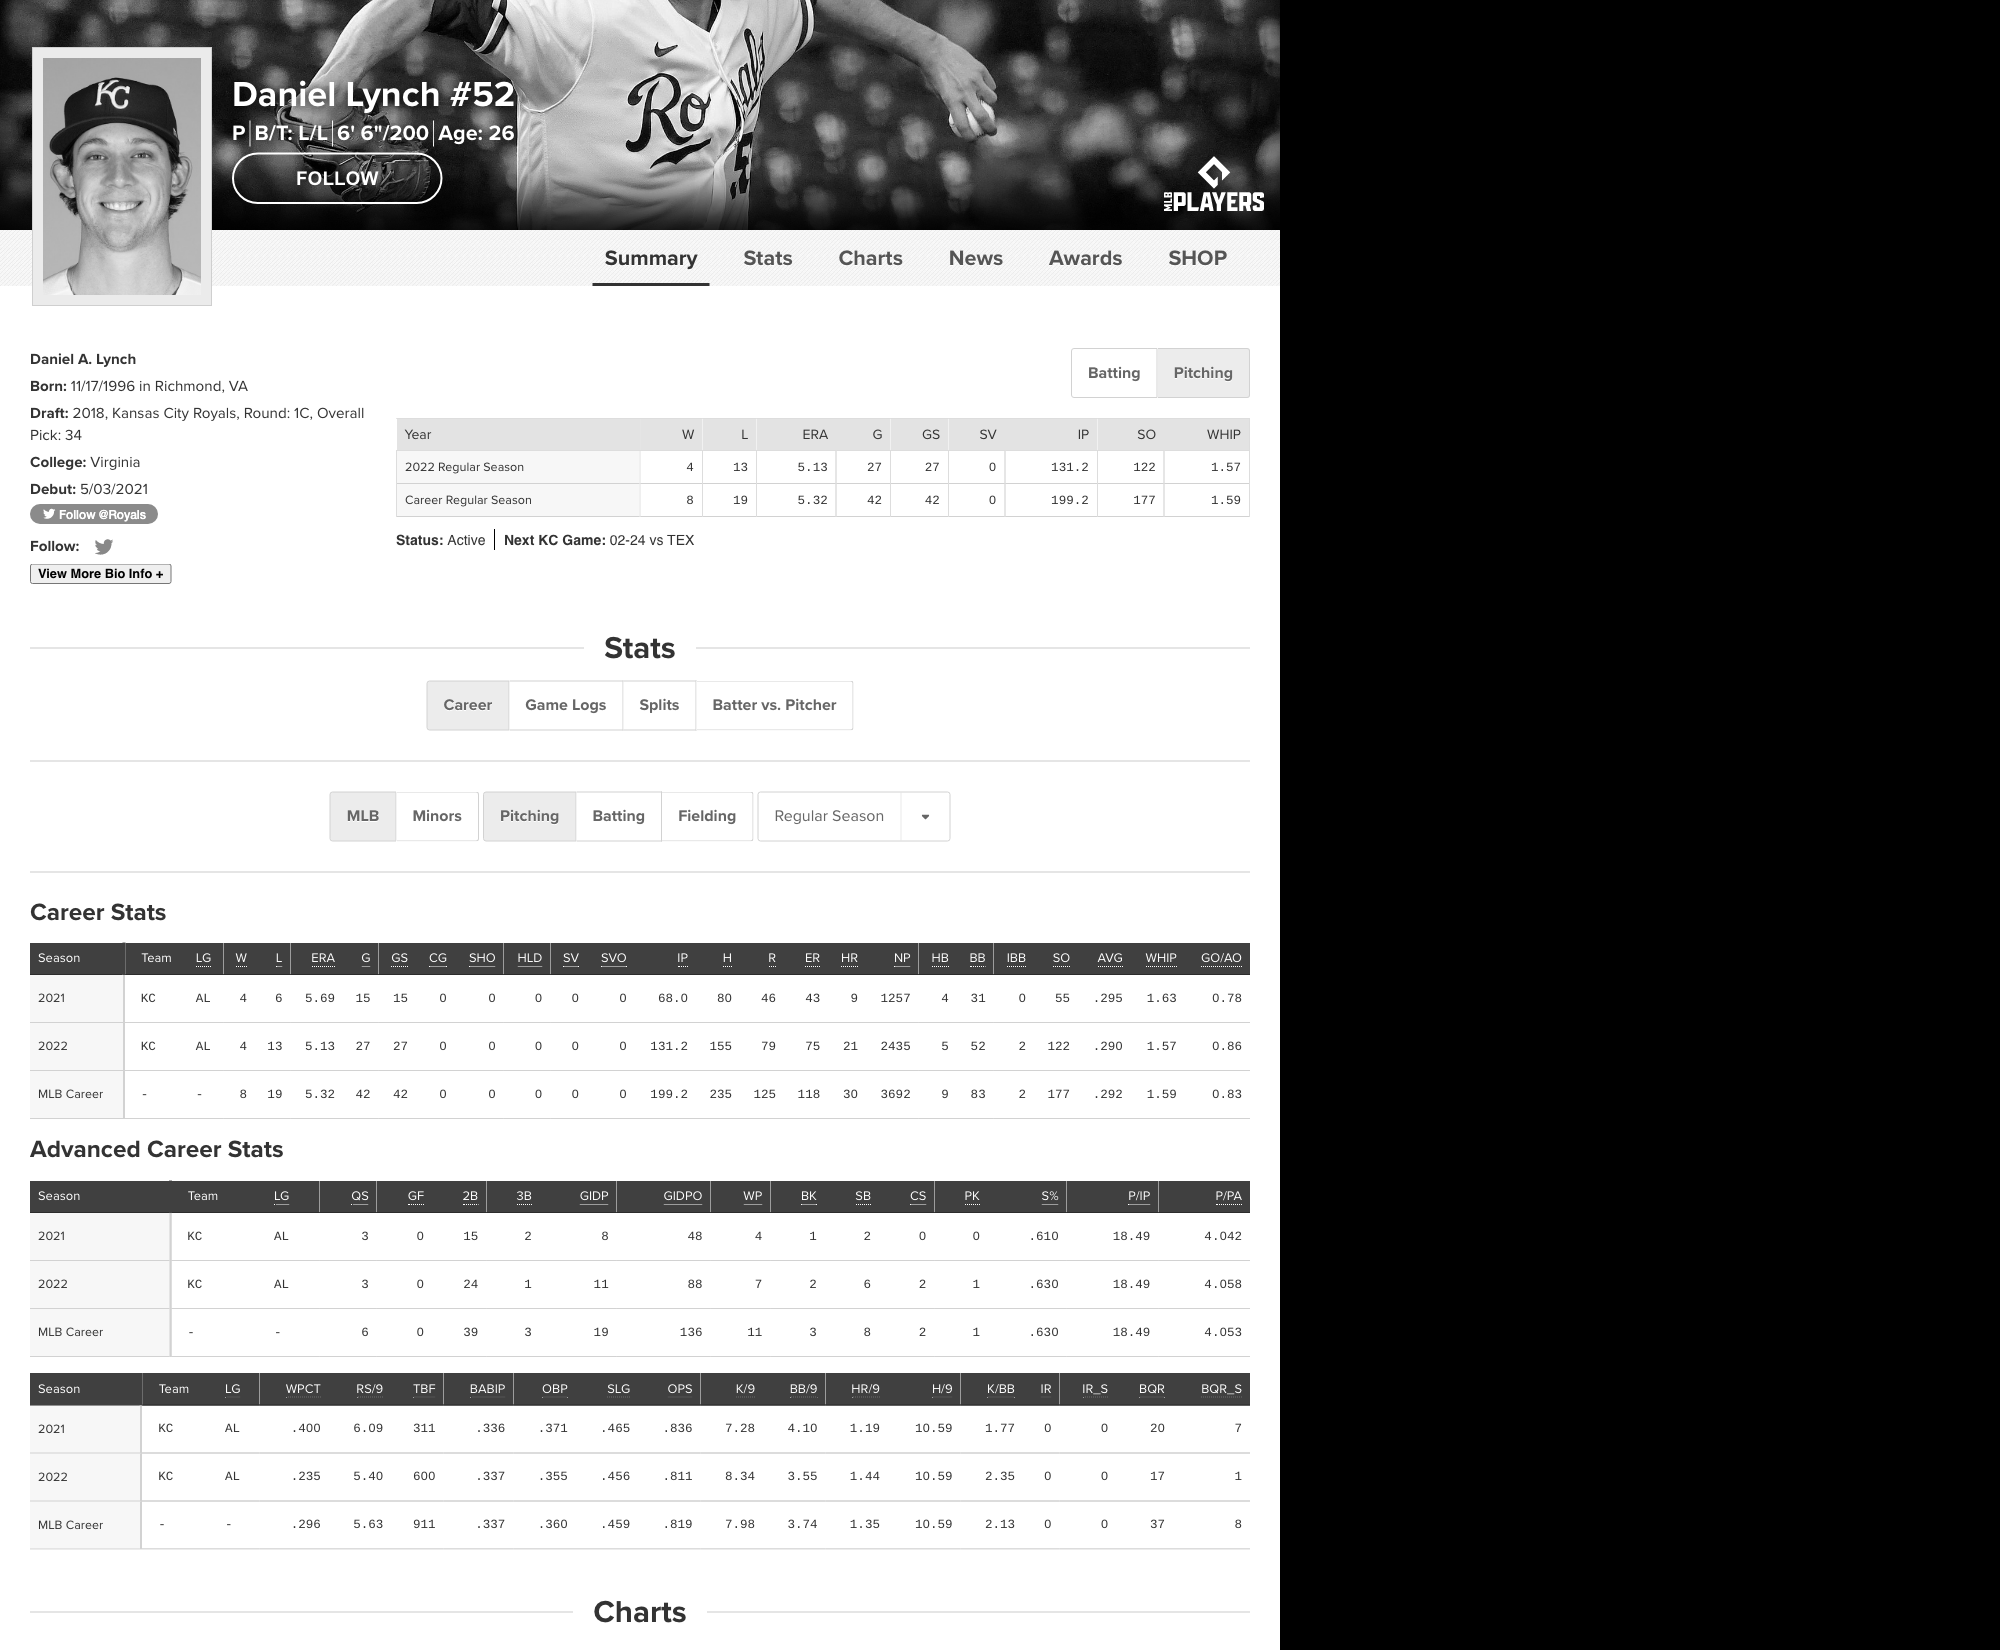 Royals
5
KC
Daniel Lynch #52
P B/T: L/L 6' 6"/200 Age: 26
FOLLOW
MLB PLAYERS
Summary Stats Charts News Awards SHOP
Daniel A. Lynch
Born: 11/17/1996 in Richmond, VA
Draft: 2018, Kansas City Royals, Round: 1C, Overall
Pick: 34
College: Virginia
Debut: 5/03/2021
Follow @Royals
Follow:
View More Bio Info +
Batting Pitching
Year W L ERA G GS SV IP SO WHIP
2022 Regular Season 4 13 5.13 27 27 0 131.2 122 1.57
Career Regular Season 8 19 5.32 42 42 0 199.2 177 1.59
Status: Active Next KC Game: 02-24 vs TEX
Stats
Career Game Logs Splits Batter vs. Pitcher
MLB Minors Pitching Batting Fielding Regular Season
Career Stats
Season Team LG W L ERA G GS CG SHO HLD SV SVO IP H R ER HR NP HB BB IBB SO AVG WHIP GO/AO
2021 KC AL 4 6 5.69 15 15 0 0 0 0 0 68.0 80 46 43 9 1257 4 31 0 55 .295 1.63 0.78
2022 KC AL 4 13 5.13 27 27 0 0 0 0 0 131.2 155 79 75 21 2435 5 52 2 122 .290 1.57 0.86
MLB Career - - 8 19 5.32 42 42 0 0 0 0 0 199.2 235 125 118 30 3692 9 83 2 177 .292 1.59 0.83
Advanced Career Stats
Season Team LG QS GF 2B 3B GIDP GIDPO WP BK SB CS PK S% P/IP P/PA
2021 KC AL 3 0 15 2 8 48 4 1 2 0 0 .610 18.49 4.042
2022 KC AL 3 0 24 1 11 88 7 2 6 2 1 .630 18.49 4.058
MLB Career - - 6 0 39 3 19 136 11 3 8 2 1 .630 18.49 4.053
Season Team LG WPCT RS/9 TBF BABIP OBP SLG OPS K/9 BB/9 HR/9 H/9 K/BB IR IR_S BQR BQR_S
2021 KC AL .400 6.09 311 .336 .371 .465 .836 7.28 4.10 1.19 10.59 1.77 0 0 20 7
2022 KC AL .235 5.40 600 .337 .355 .456 .811 8.34 3.55 1.44 10.59 2.35 0 0 17 1
MLB Career - - .296 5.63 911 .337 .360 .459 .819 7.98 3.74 1.35 10.59 2.13 0 0 37 8
Charts